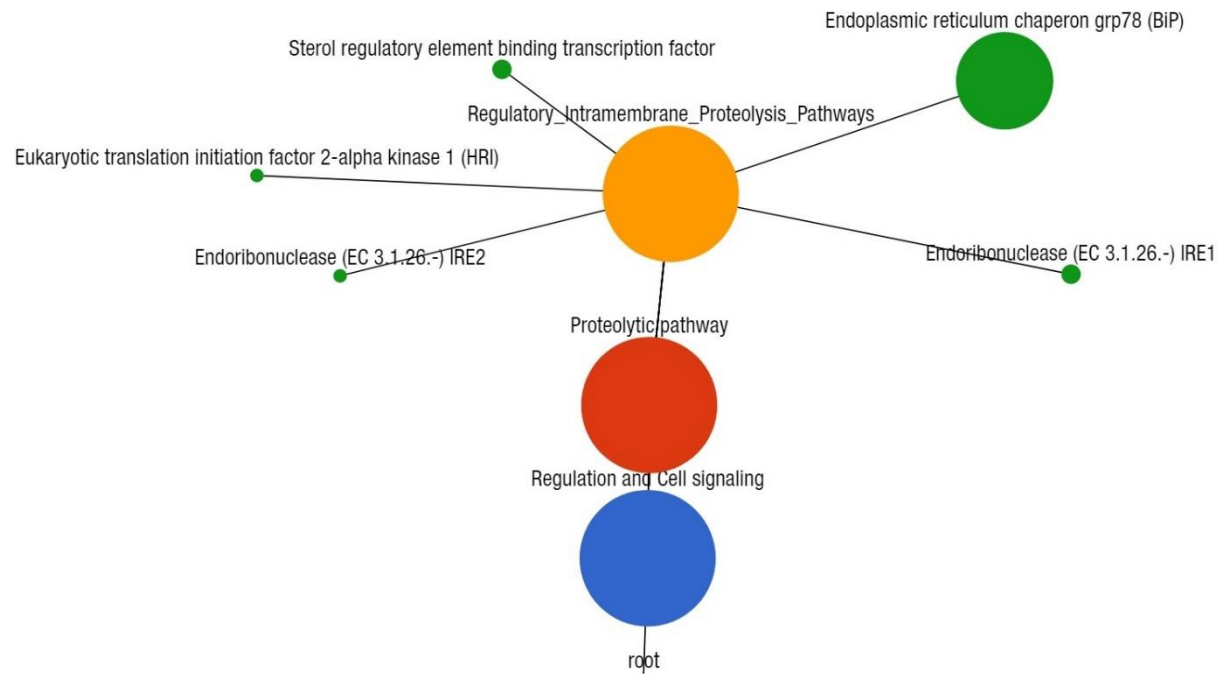 Endoplasmic reticulum chaperon grp78 (BiP)
Sterol regulatory element binding transcription factor
Regulatory_Intramembrane_Proteolysis_Pathways
Eukaryotic translation initiation factor 2-alpha kinase 1 (HRI)
Endoribonuclease (EC 3.1.26.-) IRE2
Endoribonuclease (EC 3.1.26.-) IRE1
Proteolytic pathway
Regulation and Cell signaling
root